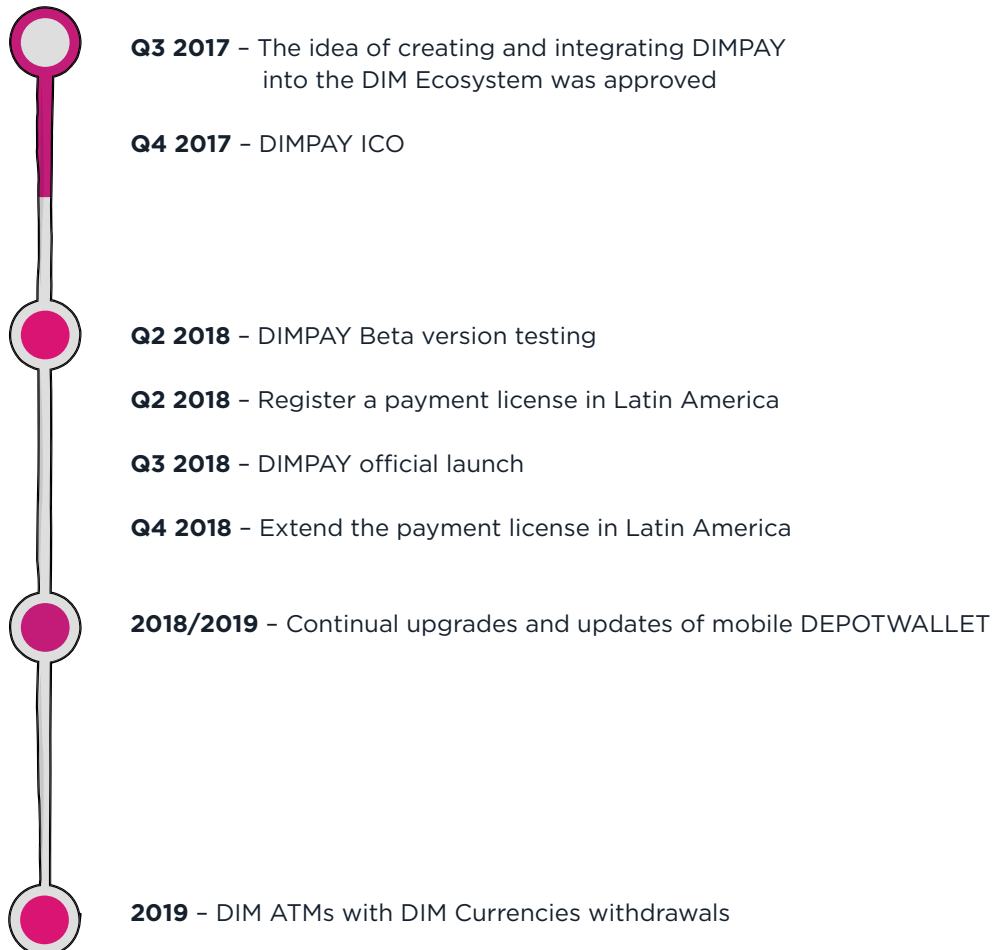 Q3 2017 – The idea of creating and integrating DIMPAY
into the DIM Ecosystem was approved
Q4 2017 – DIMPAY ICO
Q2 2018 – DIMPAY Beta version testing
Q2 2018 – Register a payment license in Latin America
Q3 2018 – DIMPAY official launch
Q4 2018 – Extend the payment license in Latin America
2018/2019 – Continual upgrades and updates of mobile DEPOTWALLET
2019 – DIM ATMs with DIM Currencies withdrawals